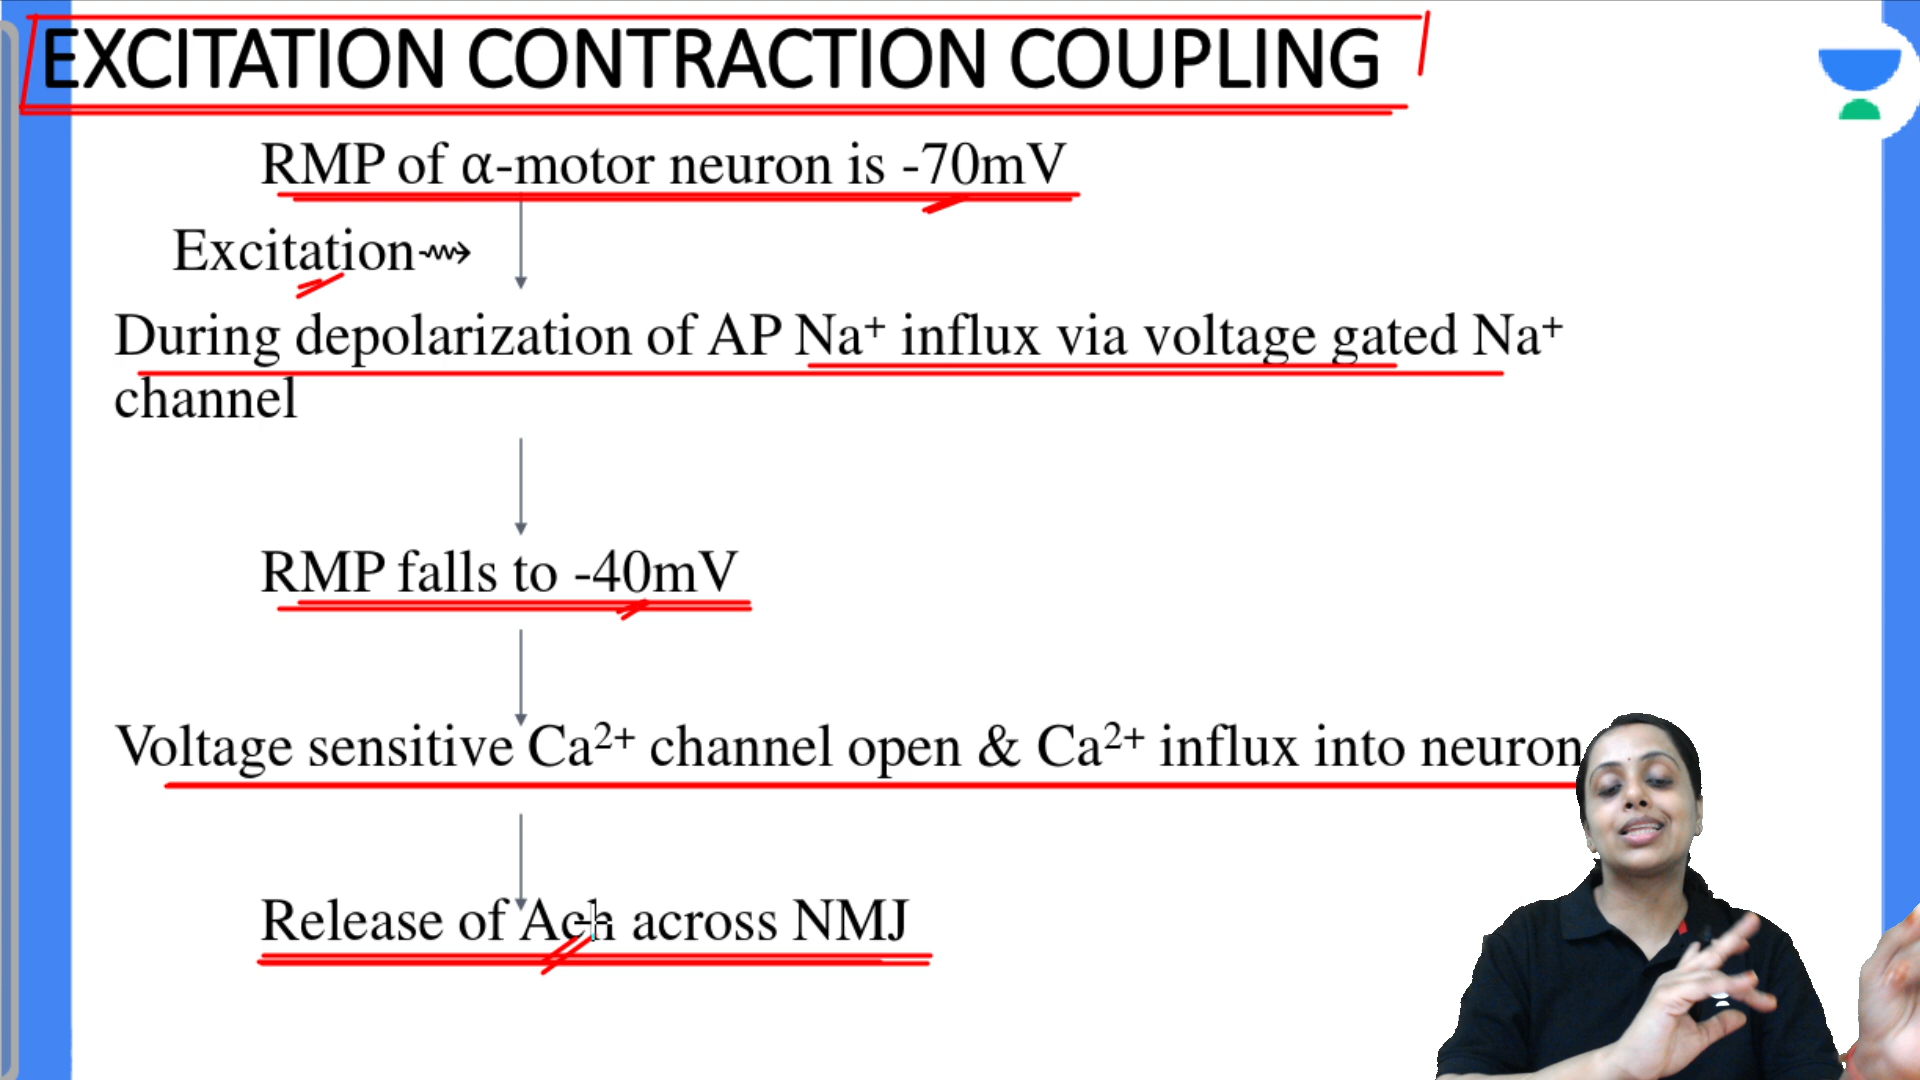 EXCITATION CONTRACTION COUPLING
RMP of α-motor neuron is -70mV
Excitation⇝
During depolarization of AP Na⁺ influx via voltage gated Na⁺
channel
RMP falls to -40mV
Voltage sensitive Ca²⁺ channel open & Ca²⁺ influx into neuron
Release of Ach across NMJ